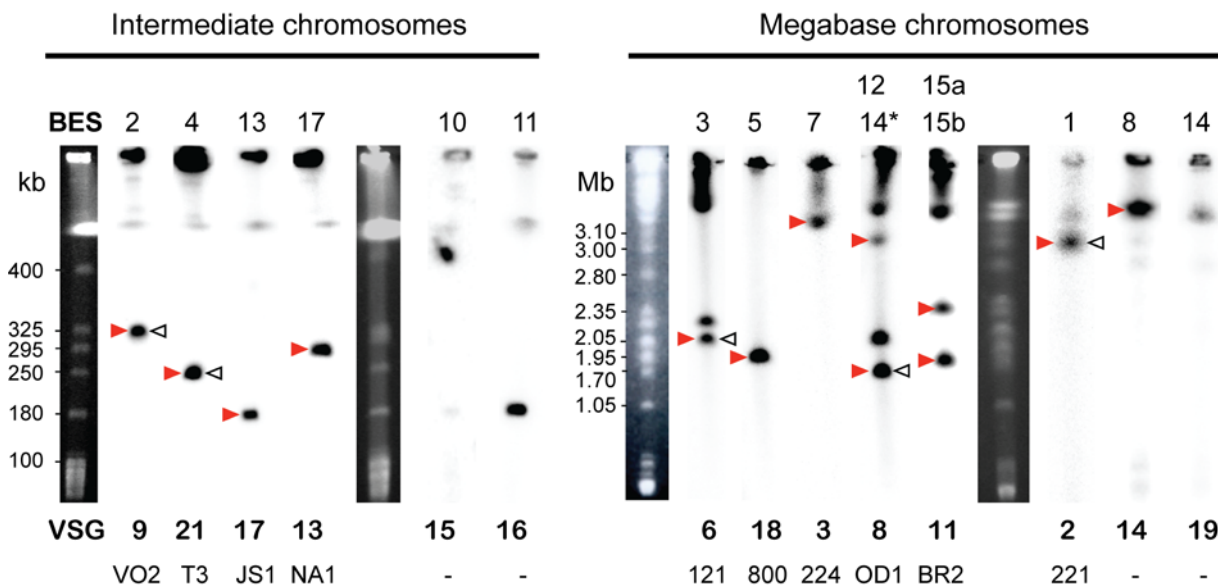 Intermediate chromosomes Megabase chromosomes
12 15a
BES 2 4 13 17 10 11 3 5 7 14* 15b 1 8 14
kb Mb
3.10
3.00
400 2.80
2.35
325 2.05
295 1.95
250 1.70
1.05
180
100
VSG 9 21 17 13 15 16 6 18 3 8 11 2 14 19
VO2 T3 JS1 NA1 - - 121 800 224 OD1 BR2 221 - -